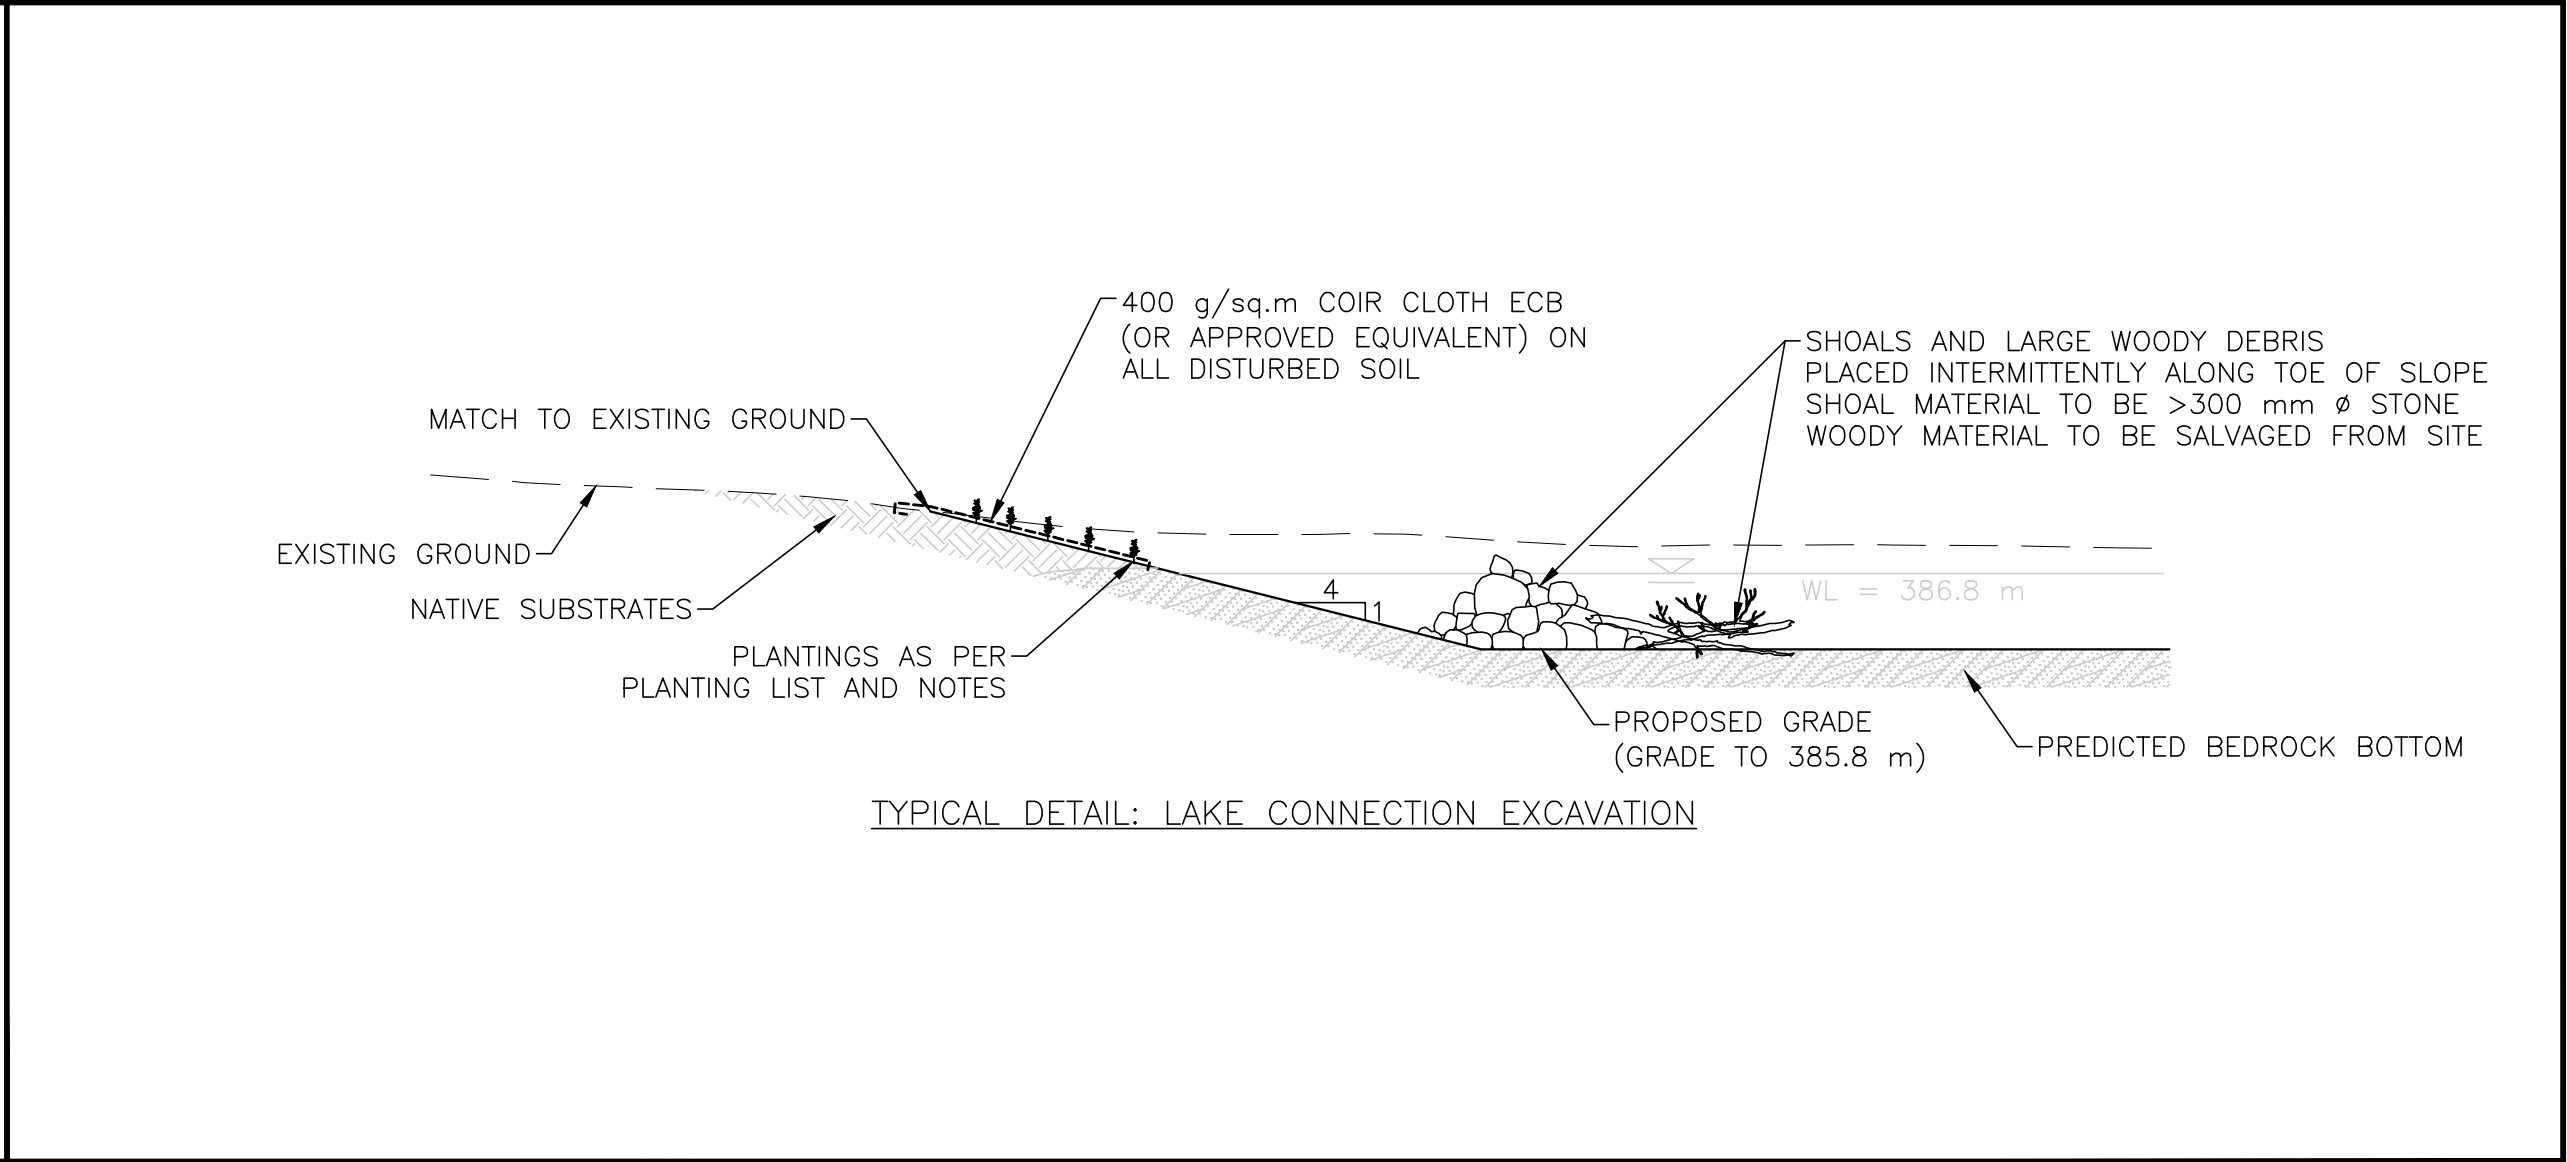 400 g/sq.m COIR CLOTH ECB
(OR APPROVED EQUIVALENT) ON
ALL DISTURBED SOIL
SHOALS AND LARGE WOODY DEBRIS
PLACED INTERMITTENTLY ALONG TOE OF SLOPE
SHOAL MATERIAL TO BE >300 mm ø STONE
WOODY MATERIAL TO BE SALVAGED FROM SITE
MATCH TO EXISTING GROUND
EXISTING GROUND
NATIVE SUBSTRATES
PLANTINGS AS PER
PLANTING LIST AND NOTES
4
1
WL = 386.8 m
PROPOSED GRADE
(GRADE TO 385.8 m)
PREDICTED BEDROCK BOTTOM
TYPICAL DETAIL: LAKE CONNECTION EXCAVATION